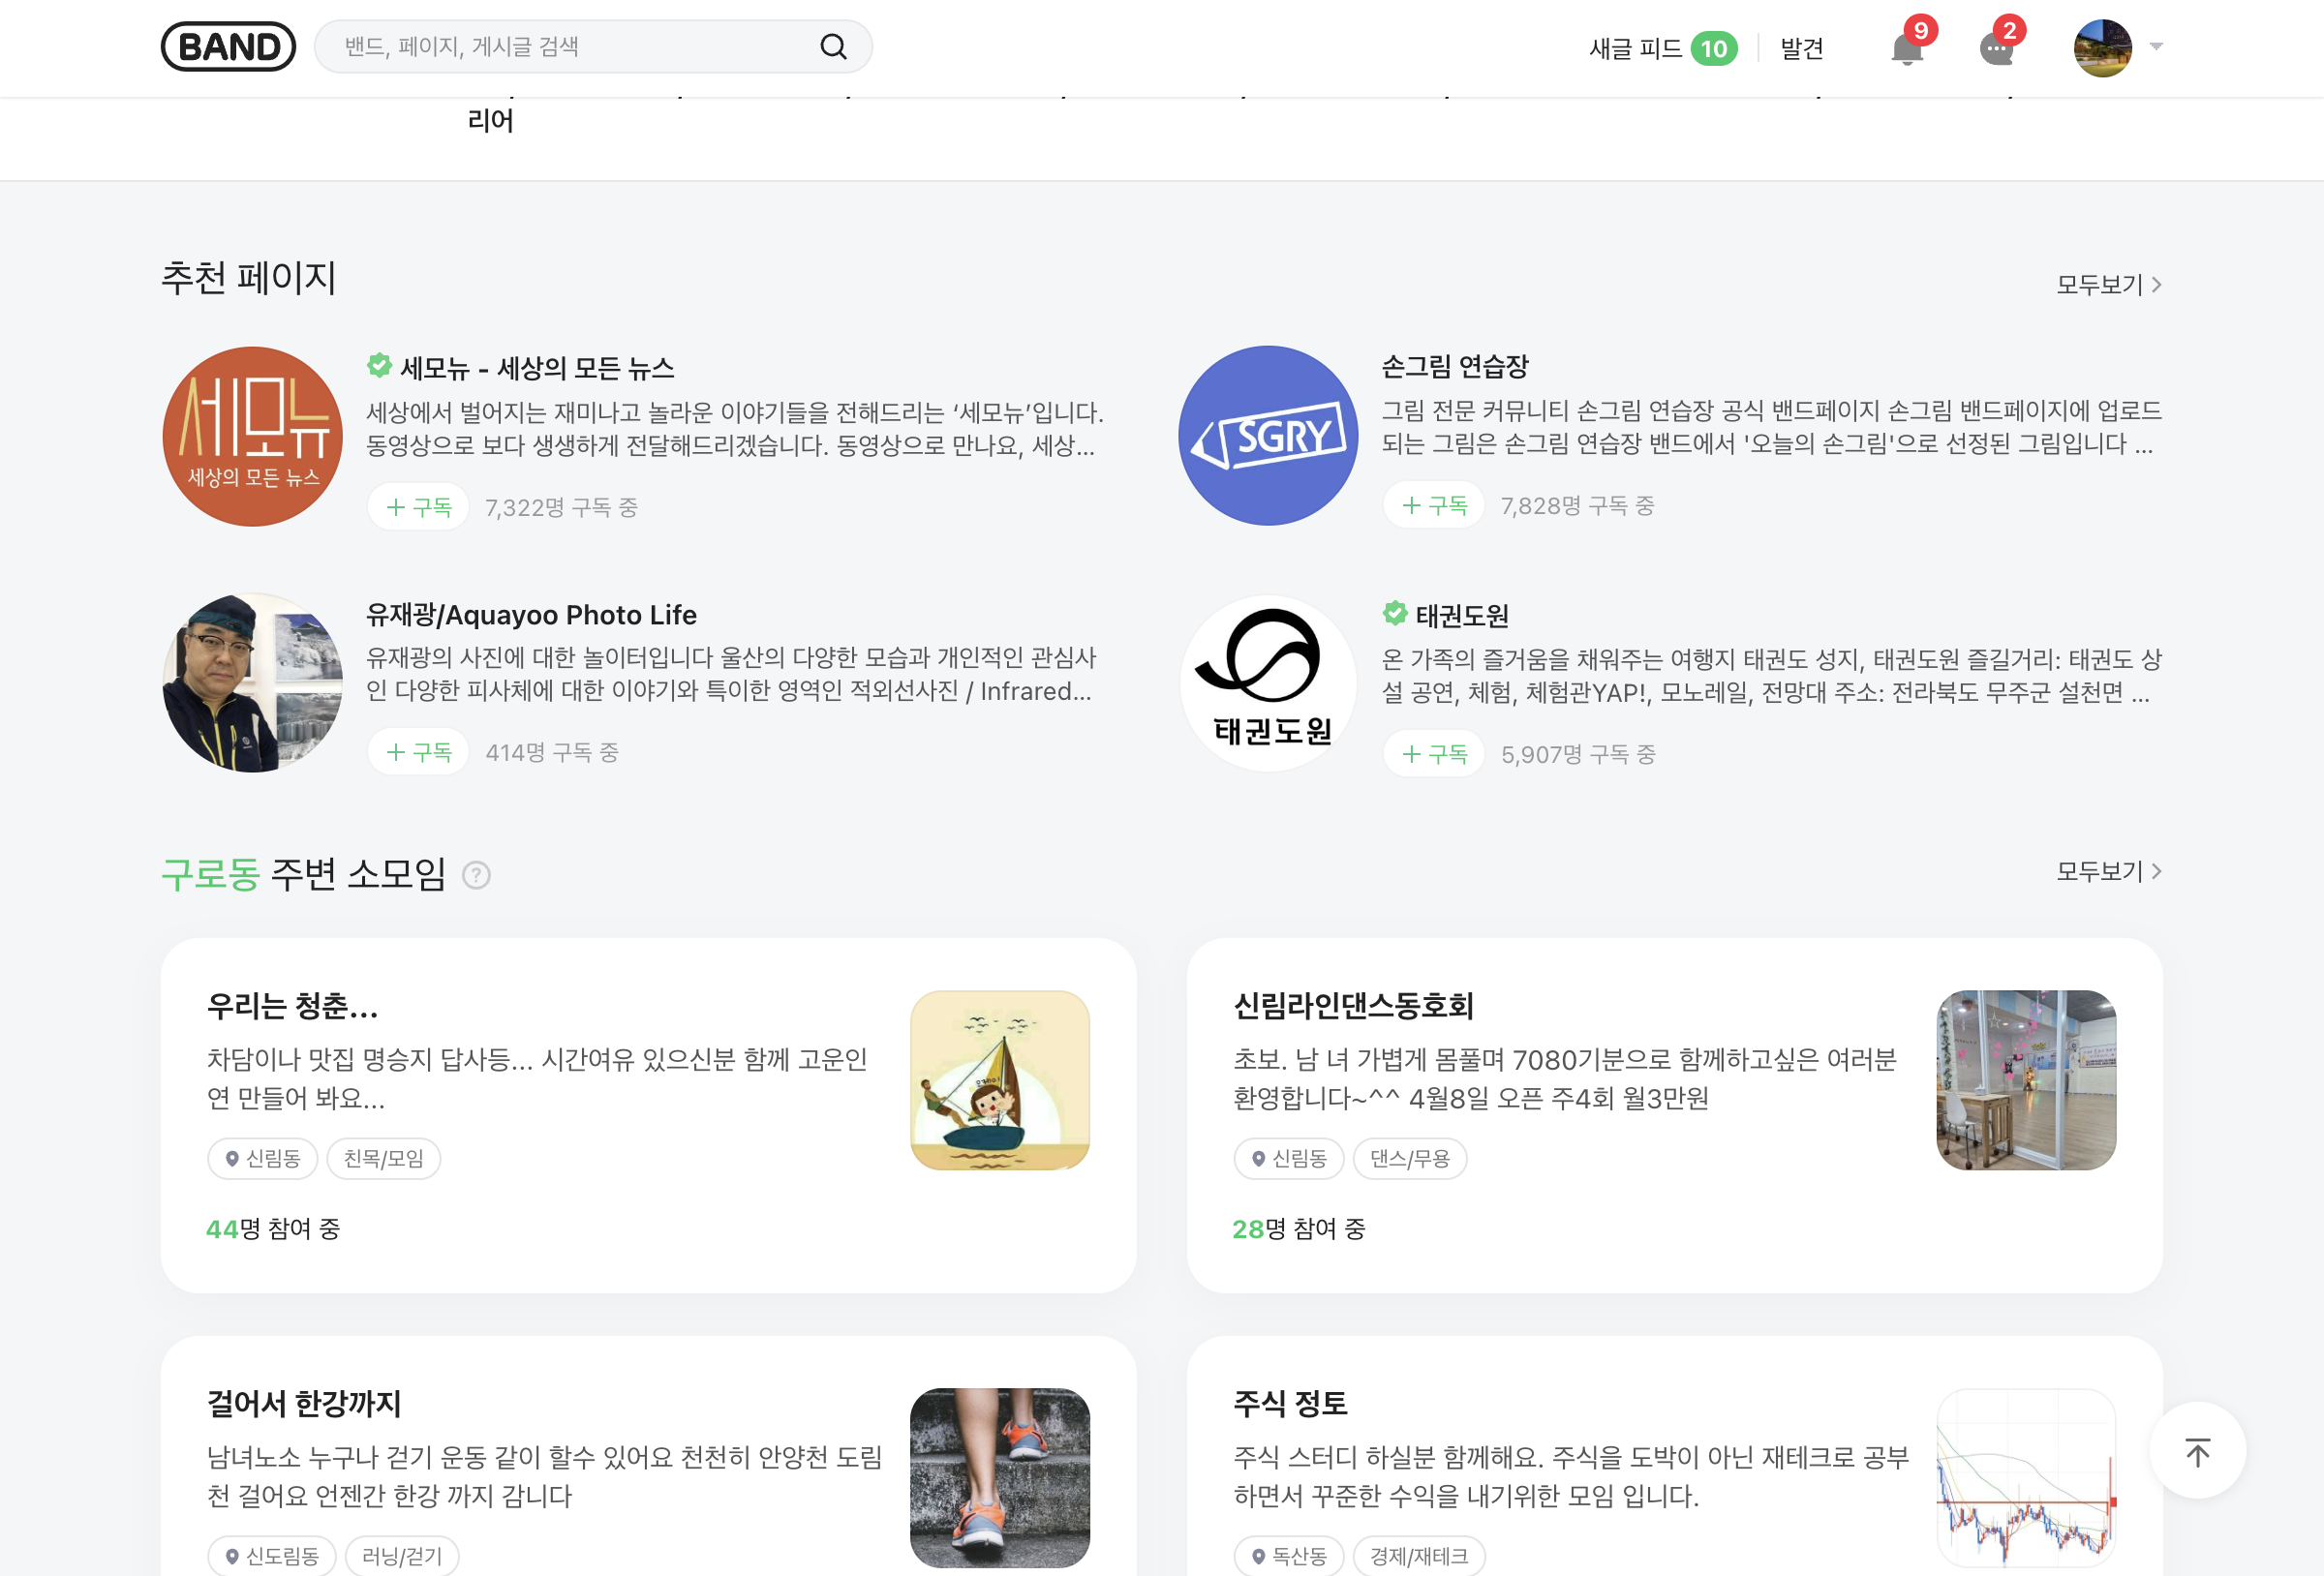 BAND
밴드, 페이지, 게시글 검색
새글 피드 10
발견
9
2
리어
추천 페이지
모두보기
세모뉴
세상의 모든 뉴스
세모뉴 - 세상의 모든 뉴스
세상에서 벌어지는 재미나고 놀라운 이야기들을 전해드리는 ‘세모뉴’입니다.
동영상으로 보다 생생하게 전달해드리겠습니다. 동영상으로 만나요, 세상...
+ 구독 7,322명 구독 중
SGRY
손그림 연습장
그림 전문 커뮤니티 손그림 연습장 공식 밴드페이지 손그림 밴드페이지에 업로드
되는 그림은 손그림 연습장 밴드에서 '오늘의 손그림'으로 선정된 그림입니다 ...
+ 구독 7,828명 구독 중
유재광/Aquayoo Photo Life
유재광의 사진에 대한 놀이터입니다 울산의 다양한 모습과 개인적인 관심사
인 다양한 피사체에 대한 이야기와 특이한 영역인 적외선사진 / Infrared...
+ 구독 414명 구독 중
태권도원
태권도원
온 가족의 즐거움을 채워주는 여행지 태권도 성지, 태권도원 즐길거리: 태권도 상
설 공연, 체험, 체험관YAP!, 모노레일, 전망대 주소: 전라북도 무주군 설천면 ...
+ 구독 5,907명 구독 중
구로동 주변 소모임 ?
모두보기
우리는 청춘...
차담이나 맛집 명승지 답사등... 시간여유 있으신분 함께 고운인
연 만들어 봐요...
신림동 친목/모임
44명 참여 중
신림라인댄스동호회
초보. 남 녀 가볍게 몸풀며 7080기분으로 함께하고싶은 여러분
환영합니다~^^ 4월8일 오픈 주4회 월3만원
신림동 댄스/무용
28명 참여 중
걸어서 한강까지
남녀노소 누구나 걷기 운동 같이 할수 있어요 천천히 안양천 도림
천 걸어요 언젠간 한강 까지 감니다
신도림동 러닝/걷기
주식 정토
주식 스터디 하실분 함께해요. 주식을 도박이 아닌 재테크로 공부
하면서 꾸준한 수익을 내기위한 모임 입니다.
독산동 경제/재테크